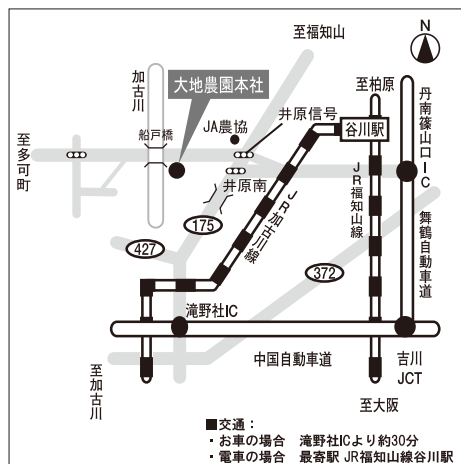 N
至福知山
加古川
大地農園本社
至柏原
丹南篠山口IC
船戸橋
JA農協
井原信号
谷川駅
至多可町
井原南
JR加古川線
JR福知山線
舞鶴自動車道
175
427
372
滝野社IC
中国自動車道
吉川
JCT
至加古川
至大阪
■交通：
・お車の場合　滝野社ICより約30分
・電車の場合　最寄駅 JR福知山線谷川駅